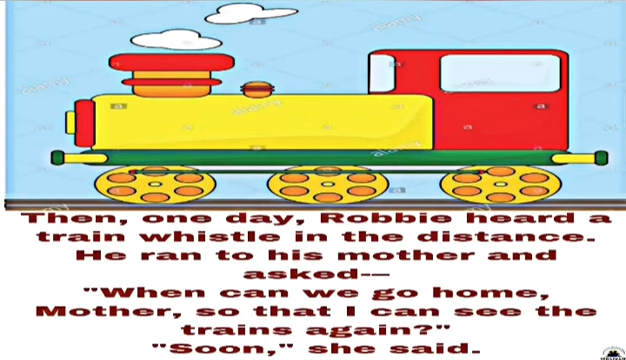 Then, one day, Robbie heard a
train whistle in the distance.
He ran to his mother and
asked—
"When can we go home,
Mother, so that I can see the
trains again?"
"Soon," she said.